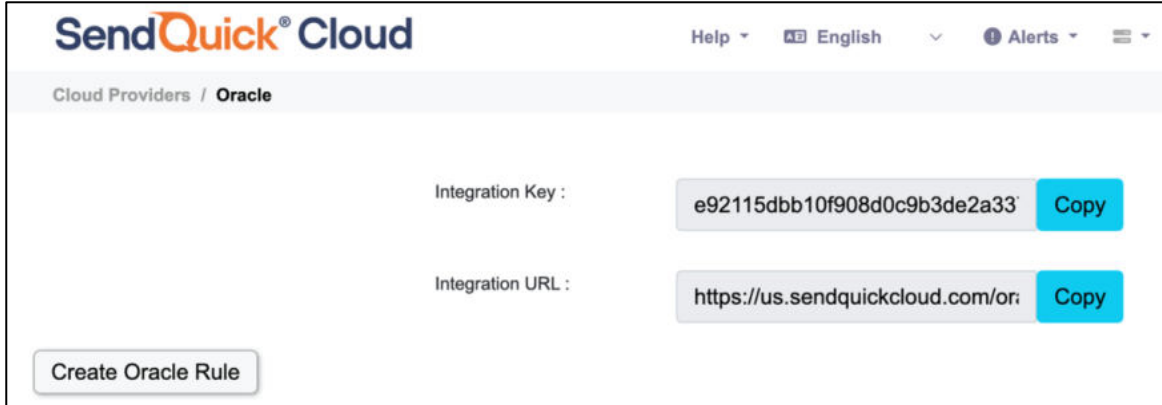 SendQuick® Cloud
Help English Alerts
Cloud Providers / Oracle
Integration Key : e92115dbb10f908d0c9b3de2a33 Copy
Integration URL : https://us.sendquickcloud.com/ora Copy
Create Oracle Rule